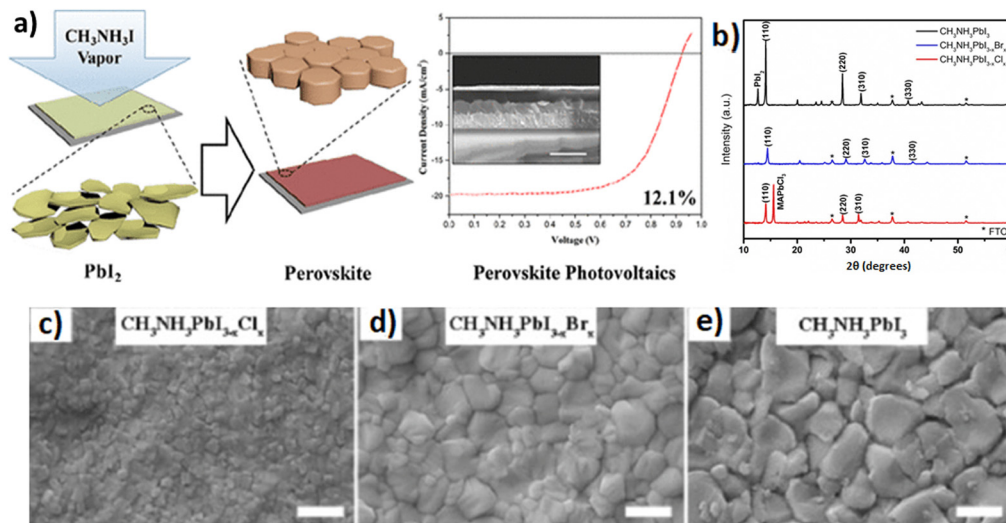 a)
CH₃NH₃I
Vapor
PbI₂
Perovskite
Current Density (mA/cm²)
5
0
-5
-10
-15
-20
12.1%
0.0 0.1 0.2 0.3 0.4 0.5 0.6 0.7 0.8 0.9 1.0
Voltage (V)
Perovskite Photovoltaics
b)
CH₃NH₃PbI₃
CH₃NH₃PbI₃₋ₓBrₓ
CH₃NH₃PbI₃₋ₓClₓ
Intensity (a.u.)
PbI₂
(110)
(220)
(310)
*
(330)
*
(110)
*
(220)
(310)
*
(330)
*
(110)
MAPbCl₃
*
(220)
(310)
*
*
* FTO
10 20 30 40 50
2θ (degrees)
c)
CH₃NH₃PbI₃₋ₓClₓ
d)
CH₃NH₃PbI₃₋ₓBrₓ
e)
CH₃NH₃PbI₃